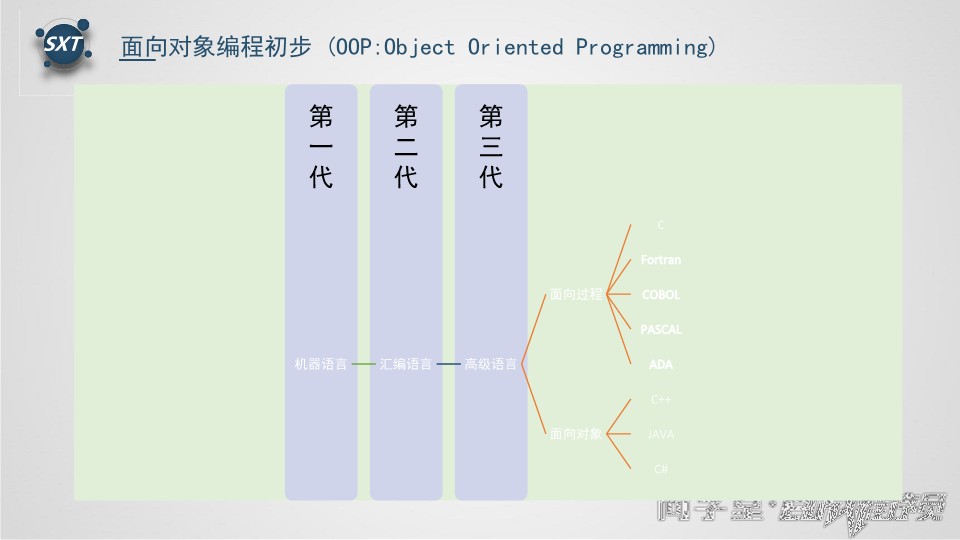 SXT
面向对象编程初步 (OOP:Object Oriented Programming)
第一代
第二代
第三代
机器语言
汇编语言
高级语言
面向过程
C
Fortran
COBOL
PASCAL
ADA
面向对象
C++
JAVA
C#